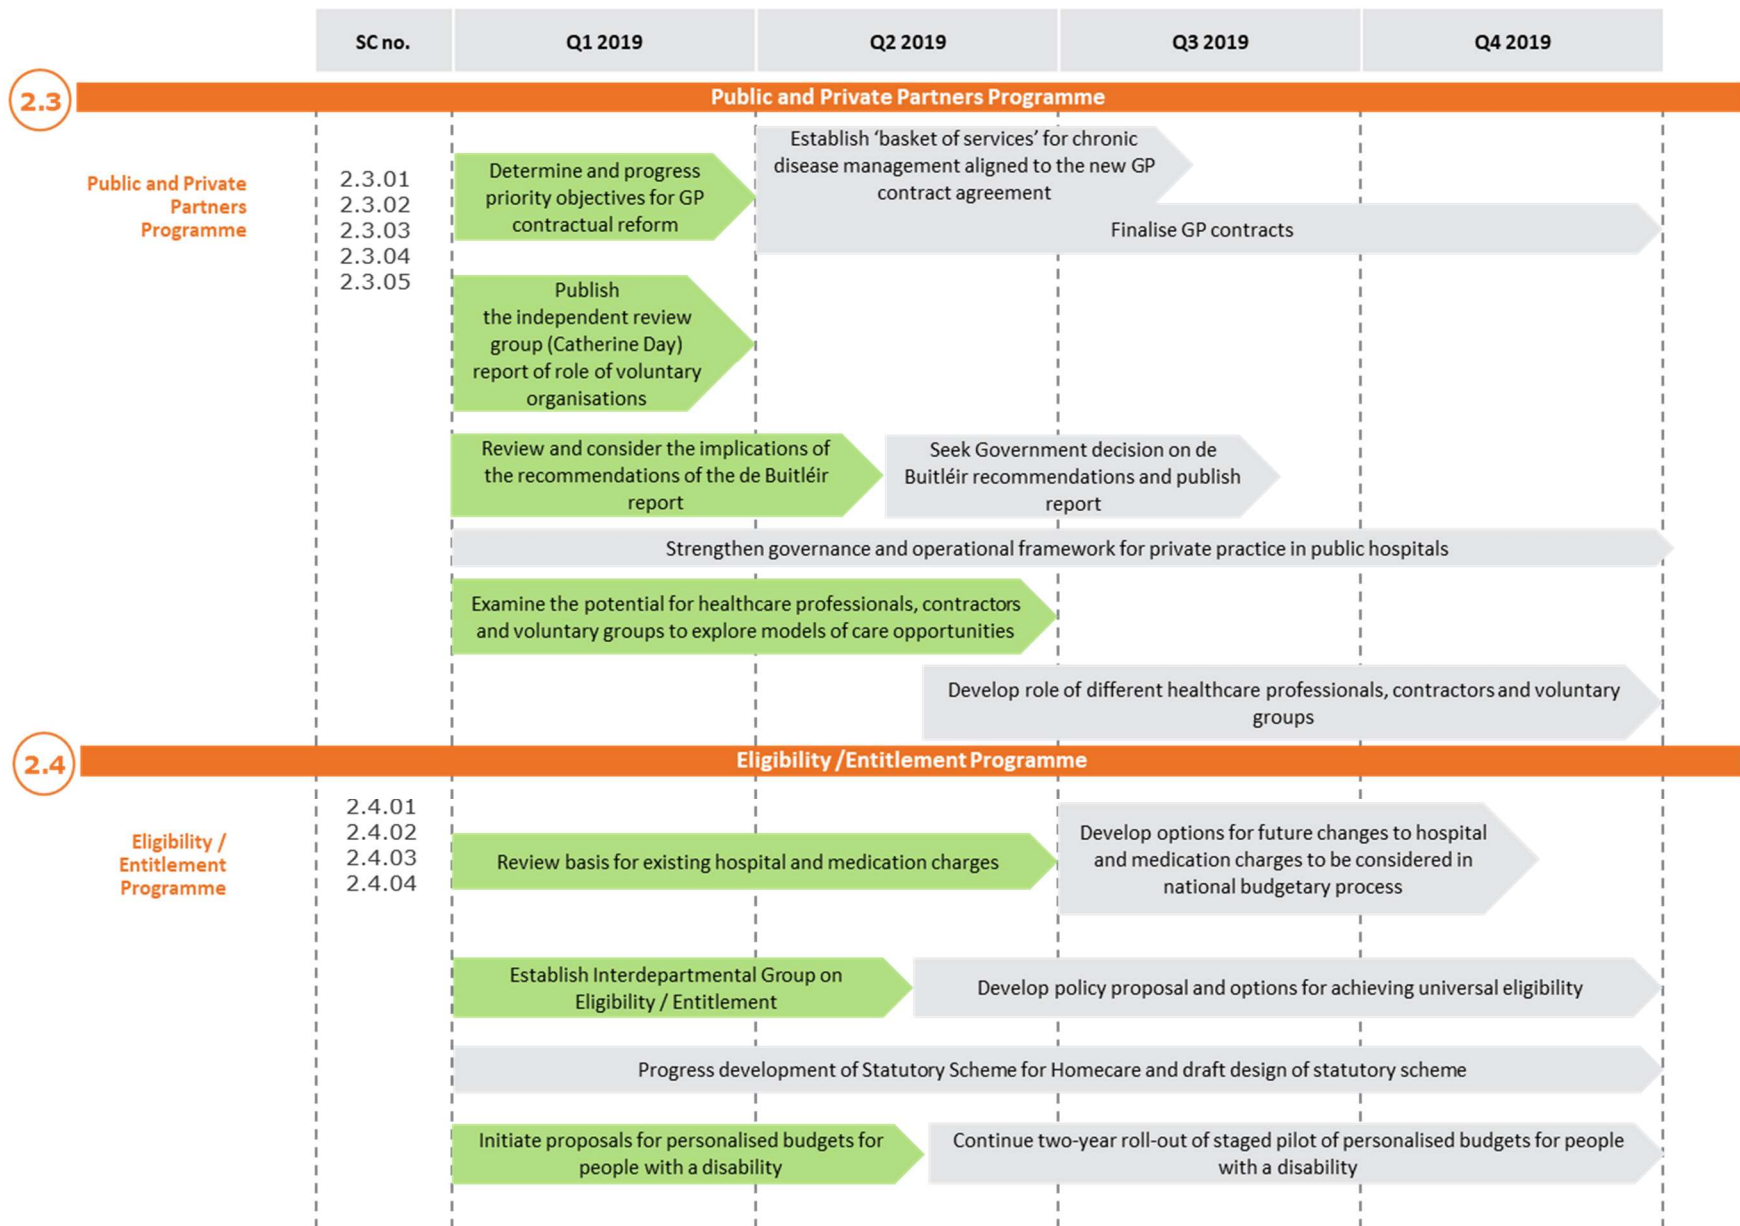 SC no.
Q1 2019
Q2 2019
Q3 2019
Q4 2019
2.3
Public and Private Partners Programme
Public and Private
Partners
Programme
2.3.01
2.3.02
2.3.03
2.3.04
2.3.05
Determine and progress
priority objectives for GP
contractual reform
Establish ‘basket of services’ for chronic
disease management aligned to the new GP
contract agreement
Finalise GP contracts
Publish
the independent review
group (Catherine Day)
report of role of voluntary
organisations
Review and consider the implications of
the recommendations of the de Buitléir
report
Seek Government decision on de
Buitléir recommendations and publish
report
Strengthen governance and operational framework for private practice in public hospitals
Examine the potential for healthcare professionals, contractors
and voluntary groups to explore models of care opportunities
Develop role of different healthcare professionals, contractors and voluntary
groups
2.4
Eligibility /Entitlement Programme
Eligibility /
Entitlement
Programme
2.4.01
2.4.02
2.4.03
2.4.04
Review basis for existing hospital and medication charges
Develop options for future changes to hospital
and medication charges to be considered in
national budgetary process
Establish Interdepartmental Group on
Eligibility / Entitlement
Develop policy proposal and options for achieving universal eligibility
Progress development of Statutory Scheme for Homecare and draft design of statutory scheme
Initiate proposals for personalised budgets for
people with a disability
Continue two-year roll-out of staged pilot of personalised budgets for people
with a disability